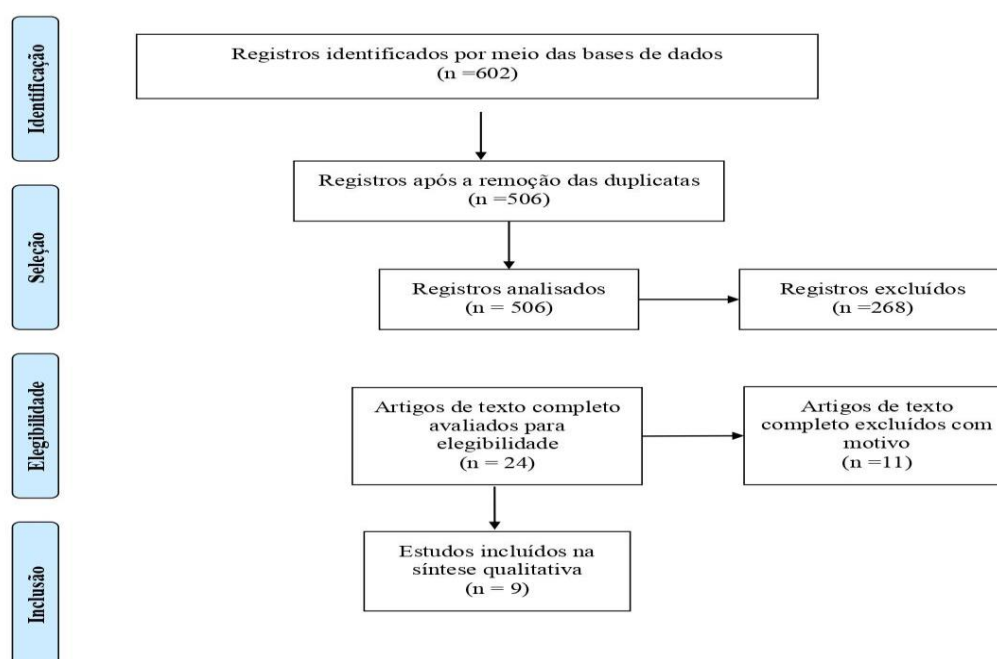 Identificação
Registros identificados por meio das bases de dados
(n =602)
Registros após a remoção das duplicatas
(n =506)
Seleção
Registros analisados
(n = 506)
Registros excluídos
(n =268)
Elegibilidade
Artigos de texto completo
avaliados para
elegibilidade
(n = 24)
Artigos de texto
completo excluídos com
motivo
(n =11)
Inclusão
Estudos incluídos na
síntese qualitativa
(n = 9)